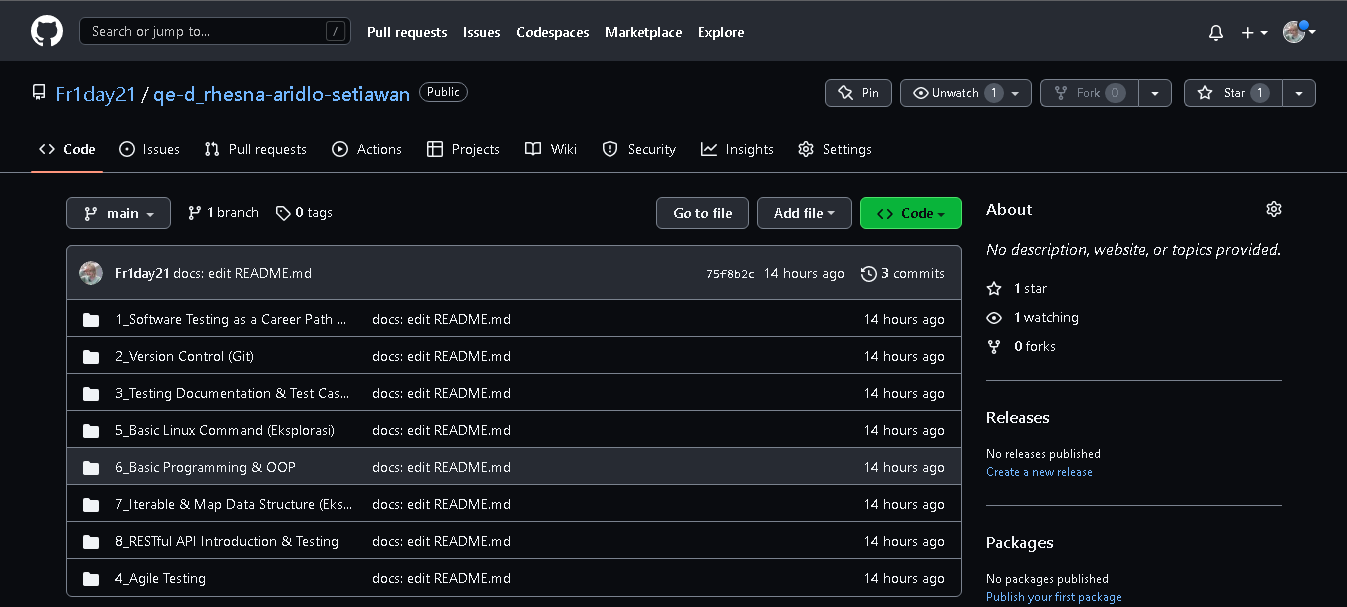 Search or jump to... / Pull requests Issues Codespaces Marketplace Explore
Fr1day21 / qe-d_rhesna-aridlo-setiawan Public Pin Unwatch 1 Fork 0 Star 1
Code Issues Pull requests Actions Projects Wiki Security Insights Settings
main 1 branch 0 tags Go to file Add file Code
Fr1day21 docs: edit README.md 75f8b2c 14 hours ago 3 commits
1_Software Testing as a Career Path ... docs: edit README.md 14 hours ago
2_Version Control (Git) docs: edit README.md 14 hours ago
3_Testing Documentation & Test Cas... docs: edit README.md 14 hours ago
5_Basic Linux Command (Eksplorasi) docs: edit README.md 14 hours ago
6_Basic Programming & OOP docs: edit README.md 14 hours ago
7_Iterable & Map Data Structure (Eks... docs: edit README.md 14 hours ago
8_RESTful API Introduction & Testing docs: edit README.md 14 hours ago
4_Agile Testing docs: edit README.md 14 hours ago
About
No description, website, or topics provided.
1 star
1 watching
0 forks
Releases
No releases published
Create a new release
Packages
No packages published
Publish your first package